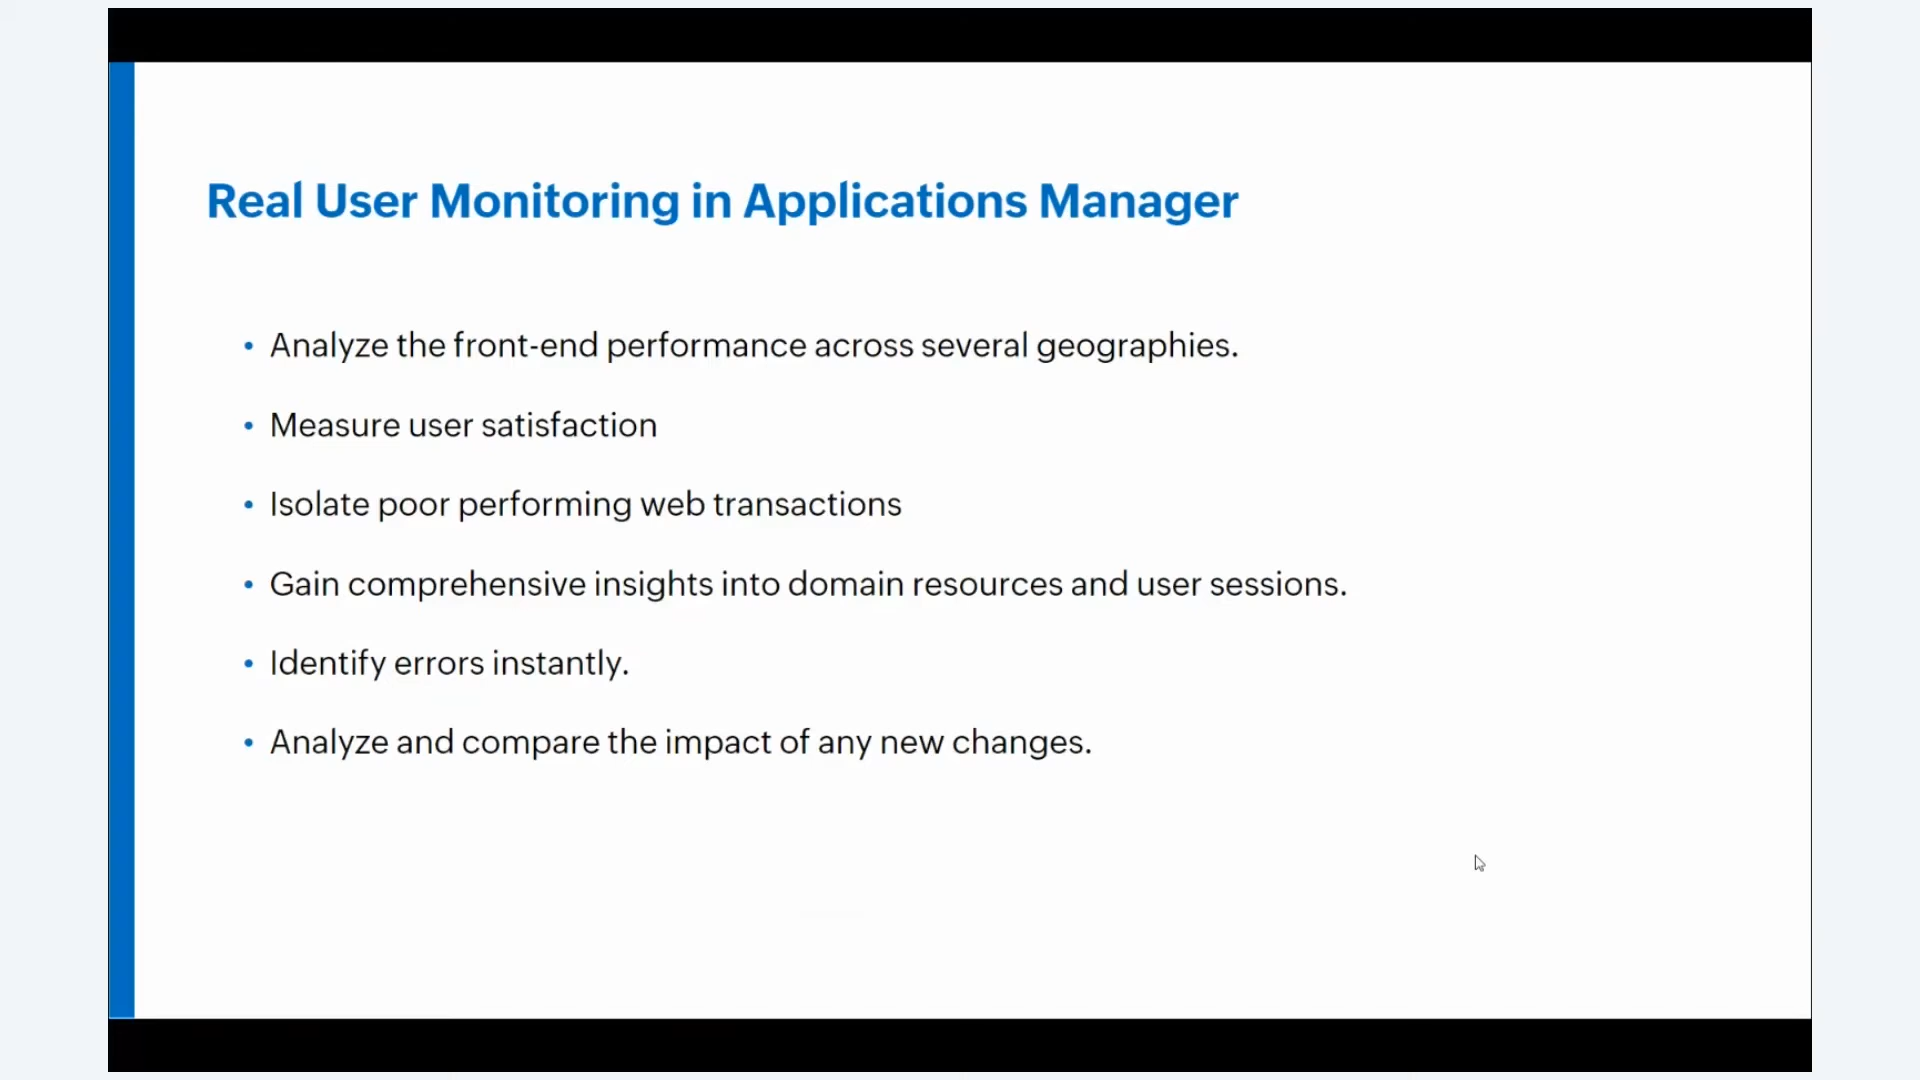 Real User Monitoring in Applications Manager
• Analyze the front-end performance across several geographies.
• Measure user satisfaction
• Isolate poor performing web transactions
• Gain comprehensive insights into domain resources and user sessions.
• Identify errors instantly.
• Analyze and compare the impact of any new changes.